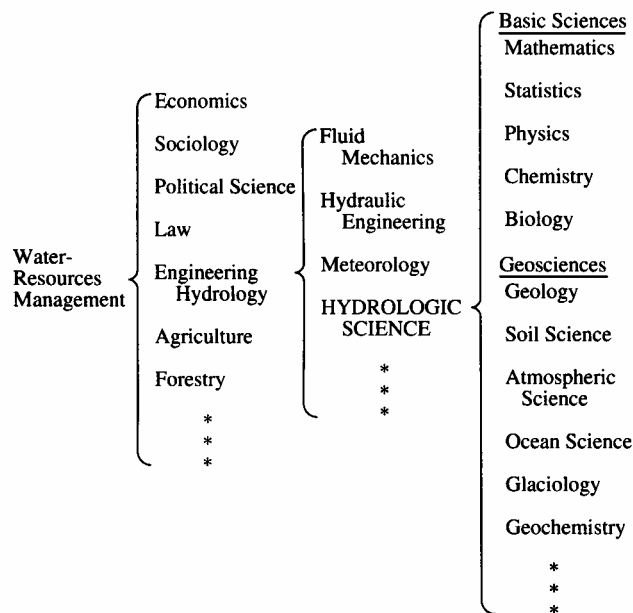 Water-
Resources
Management
Economics
Sociology
Political Science
Law
Engineering
Hydrology
Agriculture
Forestry
*
*
*
Fluid
Mechanics
Hydraulic
Engineering
Meteorology
HYDROLOGIC
SCIENCE
*
*
*
Basic Sciences
Mathematics
Statistics
Physics
Chemistry
Biology
Geosciences
Geology
Soil Science
Atmospheric
Science
Ocean Science
Glaciology
Geochemistry
*
*
*